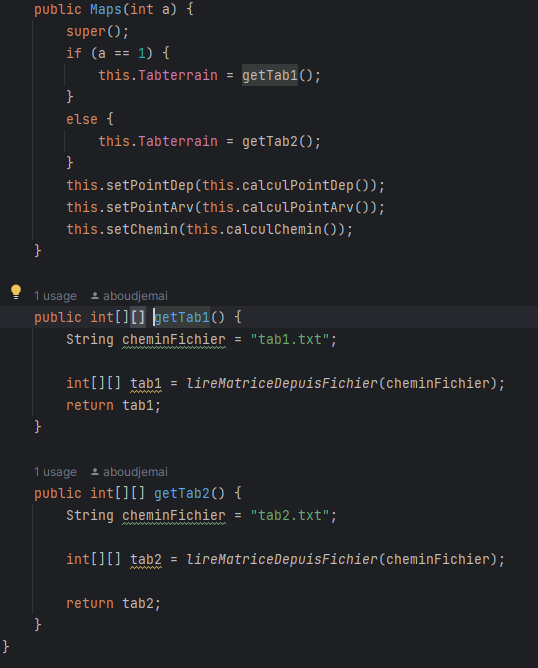 public Maps(int a) {
super();
if (a == 1) {
this.Tabterrain = getTab1();
}
else {
this.Tabterrain = getTab2();
}
this.setPointDep(this.calculPointDep());
this.setPointArv(this.calculPointArv());
this.setChemin(this.calculChemin());
}
1 usage aboudjemai
public int[][] getTab1() {
String cheminFichier = "tab1.txt";
int[][] tab1 = lireMatriceDepuisFichier(cheminFichier);
return tab1;
}
1 usage aboudjemai
public int[][] getTab2() {
String cheminFichier = "tab2.txt";
int[][] tab2 = lireMatriceDepuisFichier(cheminFichier);
return tab2;
}
}